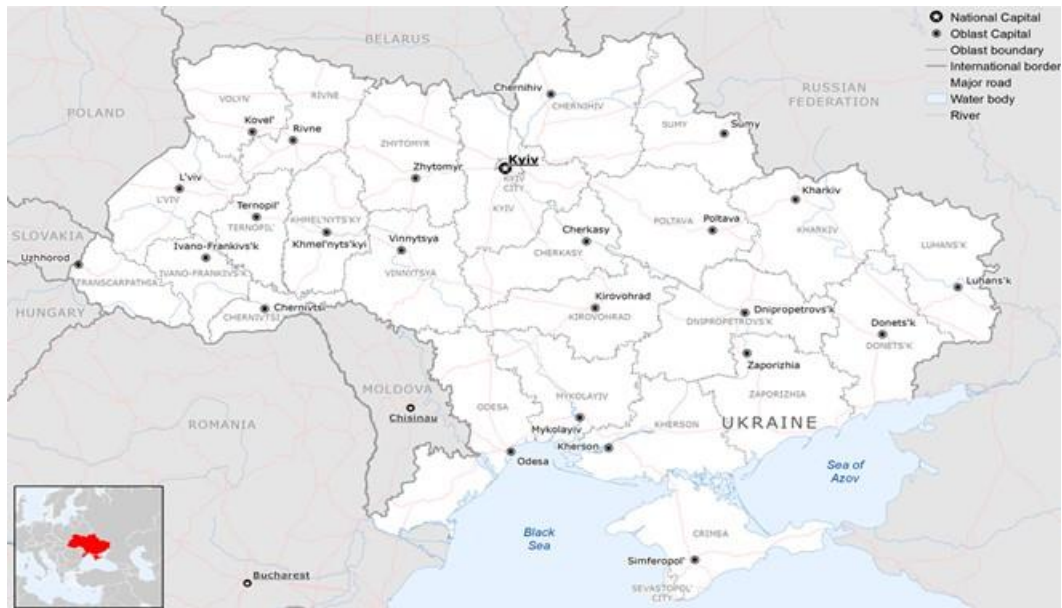 National Capital
Oblast Capital
Oblast boundary
International border
Major road
Water body
River
BELARUS
RUSSIAN
FEDERATION
POLAND
SLOVAKIA
HUNGARY
ROMANIA
MOLDOVA
Chisinau
Bucharest
VOLYN
Kovel'
RIVNE
Rivne
ZHYTOMYR
Zhytomyr
Chernihiv
CHERNIHIV
SUMY
Sumy
Kyiv
KYIV
CITY
KYIV
L'viv
L'VIV
Ternopil'
TERNOPIL'
KHMEL'NYTS'KY
Khmel'nyts'kyi
Vinnytsya
VINNYTSYA
Ivano-Frankivs'k
IVANO-FRANKIVS'K
Uzhhorod
TRANSCARPATHIA
Chernivtsi
CHERNIVTSI
Cherkasy
CHERKASY
POLTAVA
Poltava
Kharkiv
KHARKIV
LUHANS'K
Luhans'k
Kirovohrad
KIROVOHRAD
Dnipropetrovs'k
DNIPROPETROVS'K
Donets'k
DONETS'K
Zaporizhia
ZAPORIZHIA
ODESA
Odesa
MYKOLAYIV
Mykolayiv
KHERSON
Kherson
UKRAINE
Sea of
Azov
Black
Sea
CRIMEA
Simferopol'
SEVASTOPOL'
CITY